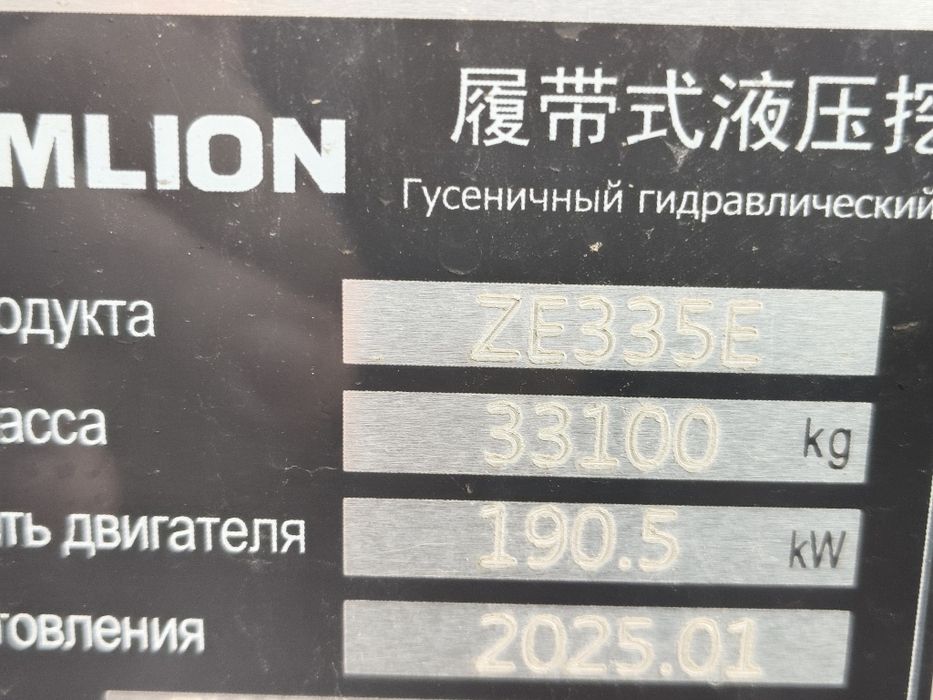 MLION
履带式液压挖
Гусеничный гидравлический
одукта ZE335E
асса 33100 kg
ть двигателя 190.5 kW
товления 2025.01